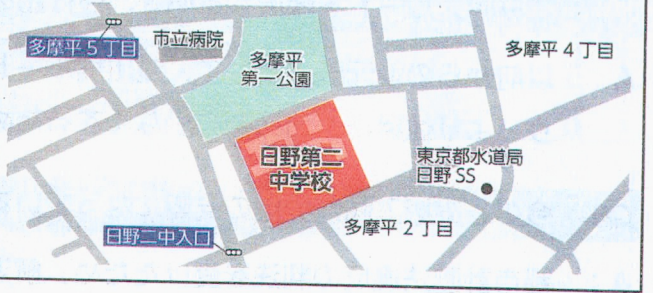 多摩平5丁目
市立病院
多摩平
第一公園
多摩平4丁目
日野第二
中学校
東京都水道局
日野SS
多摩平2丁目
日野二中入口